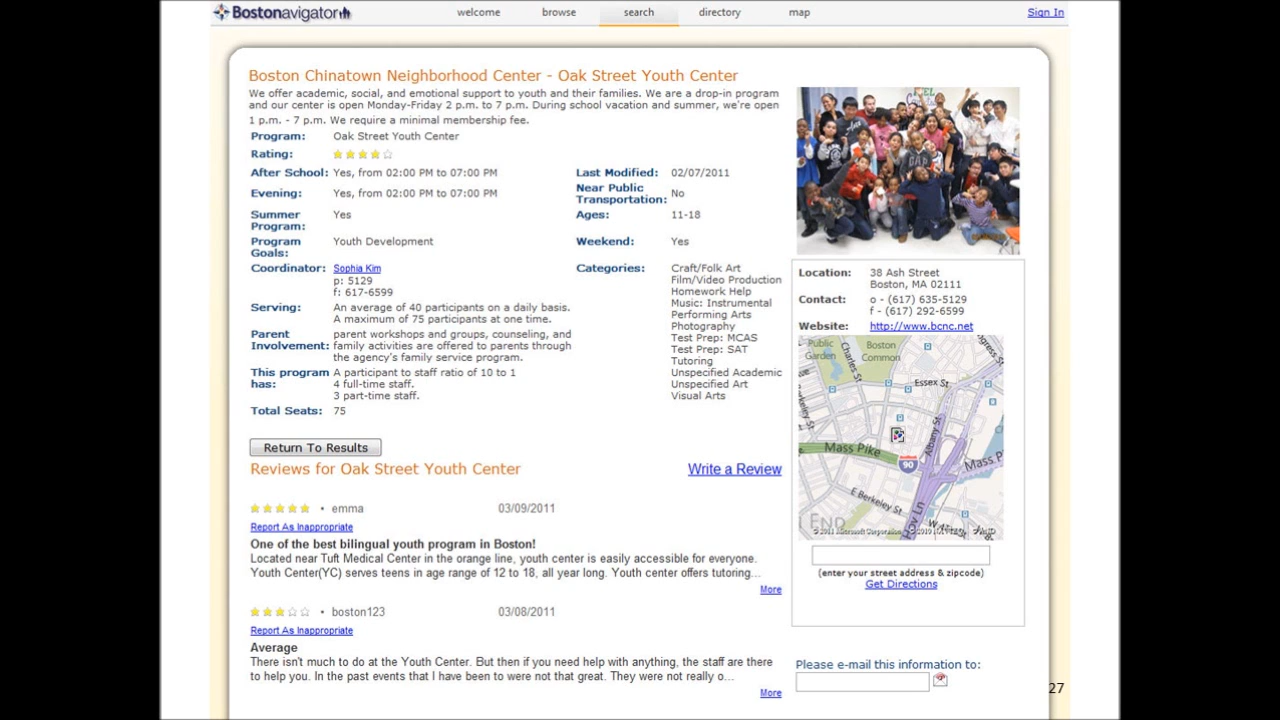 Bostonavigator
welcome browse search directory map Sign In
Boston Chinatown Neighborhood Center - Oak Street Youth Center
We offer academic, social, and emotional support to youth and their families. We are a drop-in program
and our center is open Monday-Friday 2 p.m. to 7 p.m. During school vacation and summer, we're open
1 p.m. - 7 p.m. We require a minimal membership fee.
Program: Oak Street Youth Center
Rating:
After School: Yes, from 02:00 PM to 07:00 PM
Evening: Yes, from 02:00 PM to 07:00 PM
Summer Yes
Program:
Program Youth Development
Goals:
Coordinator: Sophia Kim
p: 5129
f: 617-6599
Serving: An average of 40 participants on a daily basis.
A maximum of 75 participants at one time.
Parent parent workshops and groups, counseling, and
Involvement: family activities are offered to parents through
the agency's family service program.
This program A participant to staff ratio of 10 to 1
has: 4 full-time staff.
3 part-time staff.
Total Seats: 75
Last Modified: 02/07/2011
Near Public
Transportation: No
Ages: 11-18
Weekend: Yes
Categories: Craft/Folk Art
Film/Video Production
Homework Help
Music: Instrumental
Performing Arts
Photography
Test Prep: MCAS
Test Prep: SAT
Tutoring
Unspecified Academic
Unspecified Art
Visual Arts
Location: 38 Ash Street
Boston, MA 02111
Contact: o - (617) 635-5129
f - (617) 292-6599
Website: http://www.bcnc.net
Public
Garden
Boston
Common
Charles St
Essex St
Albany St
Mass Pike
90
Mass P
E Berkeley St
(enter your street address & zipcode)
Get Directions
Return To Results
Reviews for Oak Street Youth Center Write a Review
• emma 03/09/2011
Report As Inappropriate
One of the best bilingual youth program in Boston!
Located near Tuft Medical Center in the orange line, youth center is easily accessible for everyone.
Youth Center(YC) serves teens in age range of 12 to 18, all year long. Youth center offers tutoring...
More
• boston123 03/08/2011
Report As Inappropriate
Average
There isn't much to do at the Youth Center. But then if you need help with anything, the staff are there
to help you. In the past events that I have been to were not that great. They were not really o...
More
Please e-mail this information to:
27